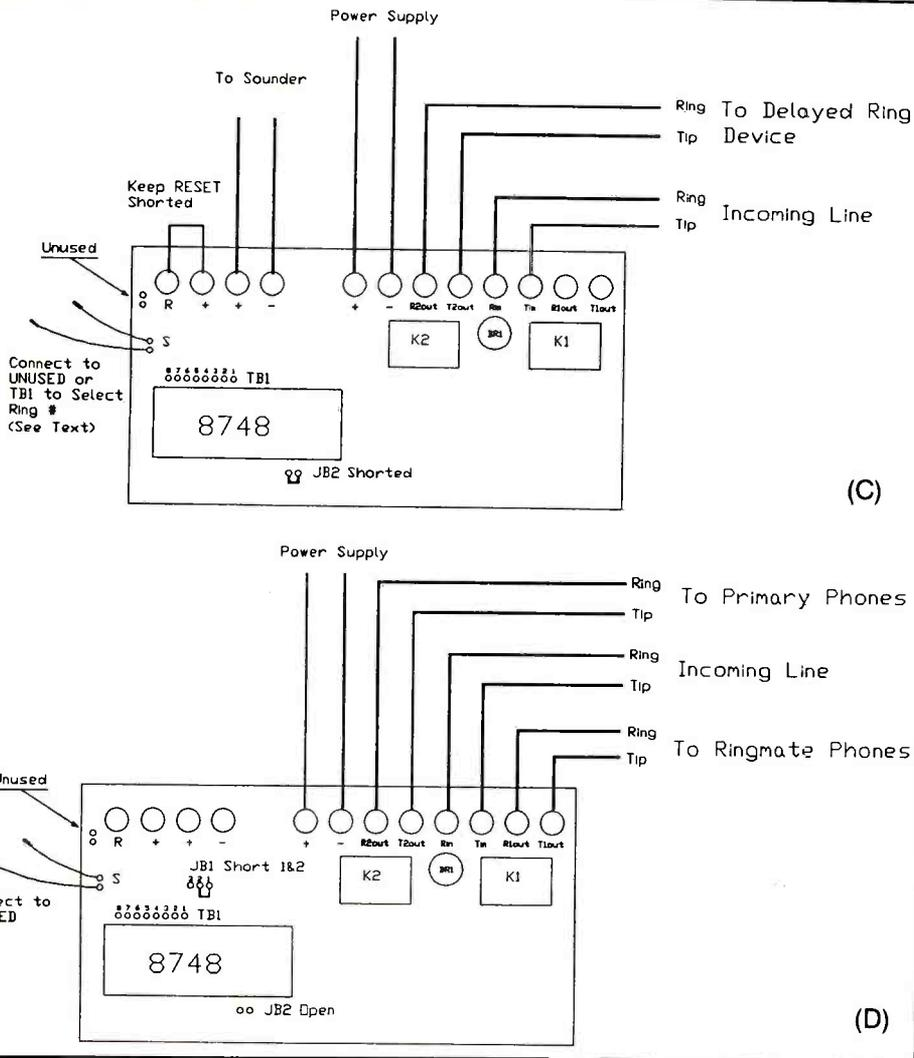 Power Supply
To Sounder
Ring
To Delayed Ring
Tip
Device
Keep RESET
Shorted
Ring
Incoming Line
Tip
Unused
R + + - + - R2out T2out Rin Tin R1out T1out
S
K2 BR1 K1
Connect to
UNUSED or
TB1 to Select
Ring #
(See Text)
8 7 6 5 4 3 2 1 TB1
8748
JB2 Shorted
(C)
Power Supply
Ring
To Primary Phones
Tip
Ring
Incoming Line
Tip
Ring
To Ringmate Phones
Tip
nused
R + + - + - R2out T2out Rin Tin R1out T1out
JB1 Short 1&2
S
3 2 1
K2 BR1 K1
ect to
ED
8 7 6 5 4 3 2 1 TB1
8748
JB2 Open
(D)